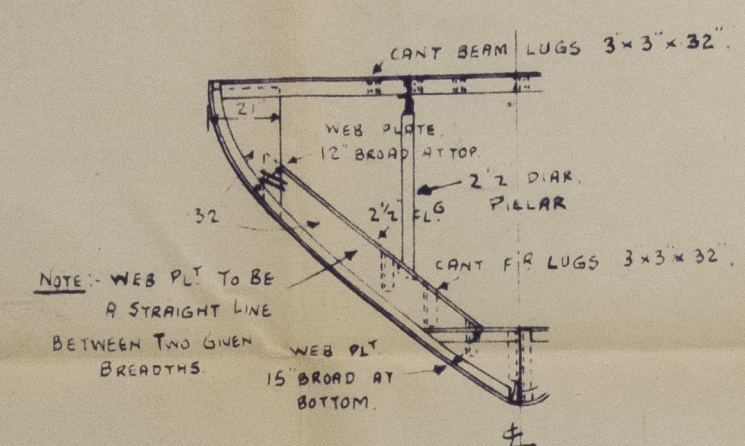 CANT BEAM LUGS 3"×3"×.32".
21"
WEB PLATE.
12" BROAD AT TOP.
2½ DIAR.
PILLAR
.32
2½" FLG
CANT FR LUGS 3×3"×.32"
NOTE:- WEB PLT TO BE
A STRAIGHT LINE
BETWEEN TWO GIVEN
BREADTHS.
WEB PLT.
15" BROAD AT
BOTTOM.
℄